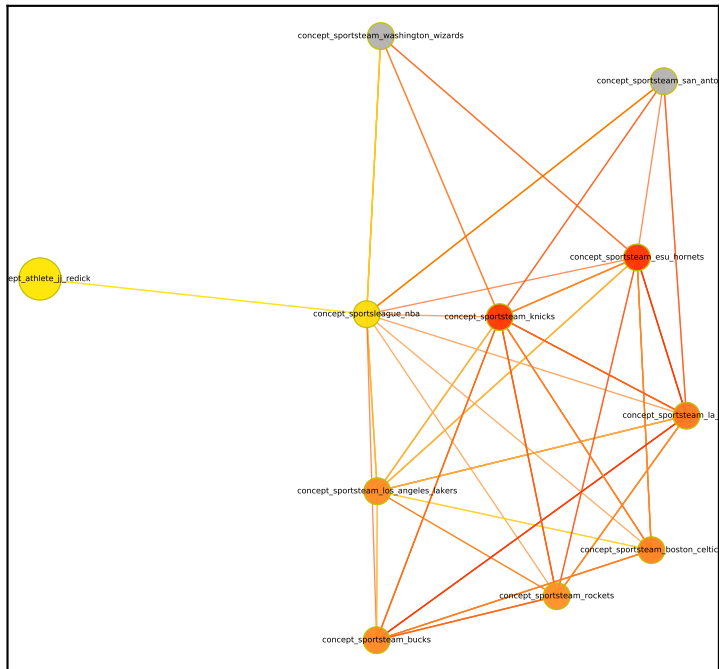 concept_sportsteam_washington_wizards
concept_sportsteam_san_anto
concept_sportsteam_esu_hornets
ept_athlete_jj_redick
concept_sportsleague_nba
concept_sportsteam_knicks
concept_sportsteam_la_
concept_sportsteam_los_angeles_lakers
concept_sportsteam_boston_celtic
concept_sportsteam_rockets
concept_sportsteam_bucks